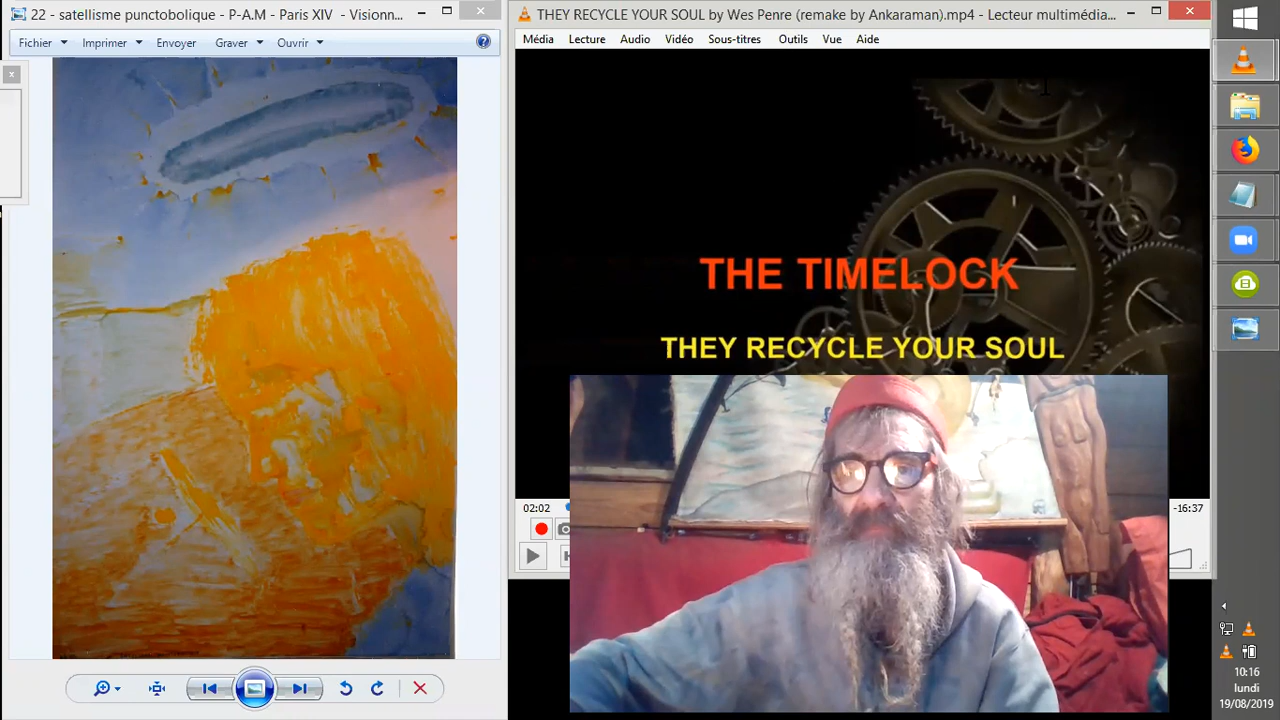 22 - satellisme punctobolique - P-A-M - Paris XIV - Visionn...
Fichier Imprimer Envoyer Graver Ouvrir
THEY RECYCLE YOUR SOUL by Wes Penre (remake by Ankaraman).mp4 - Lecteur multimédia...
Média Lecture Audio Vidéo Sous-titres Outils Vue Aide
THE TIMELOCK
THEY RECYCLE YOUR SOUL
02:02
-16:37
10:16
lundi
19/08/2019